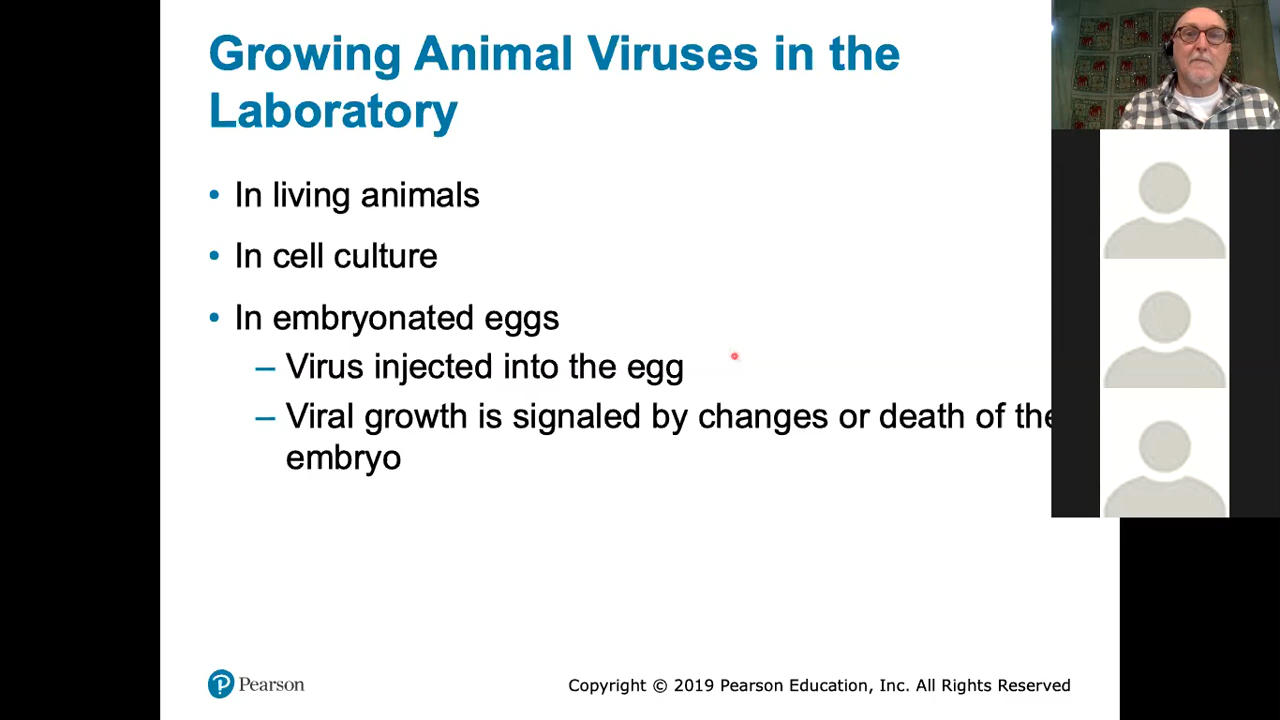 Growing Animal Viruses in the
Laboratory
• In living animals
• In cell culture
• In embryonated eggs
– Virus injected into the egg
– Viral growth is signaled by changes or death of the
embryo
Pearson
Copyright © 2019 Pearson Education, Inc. All Rights Reserved